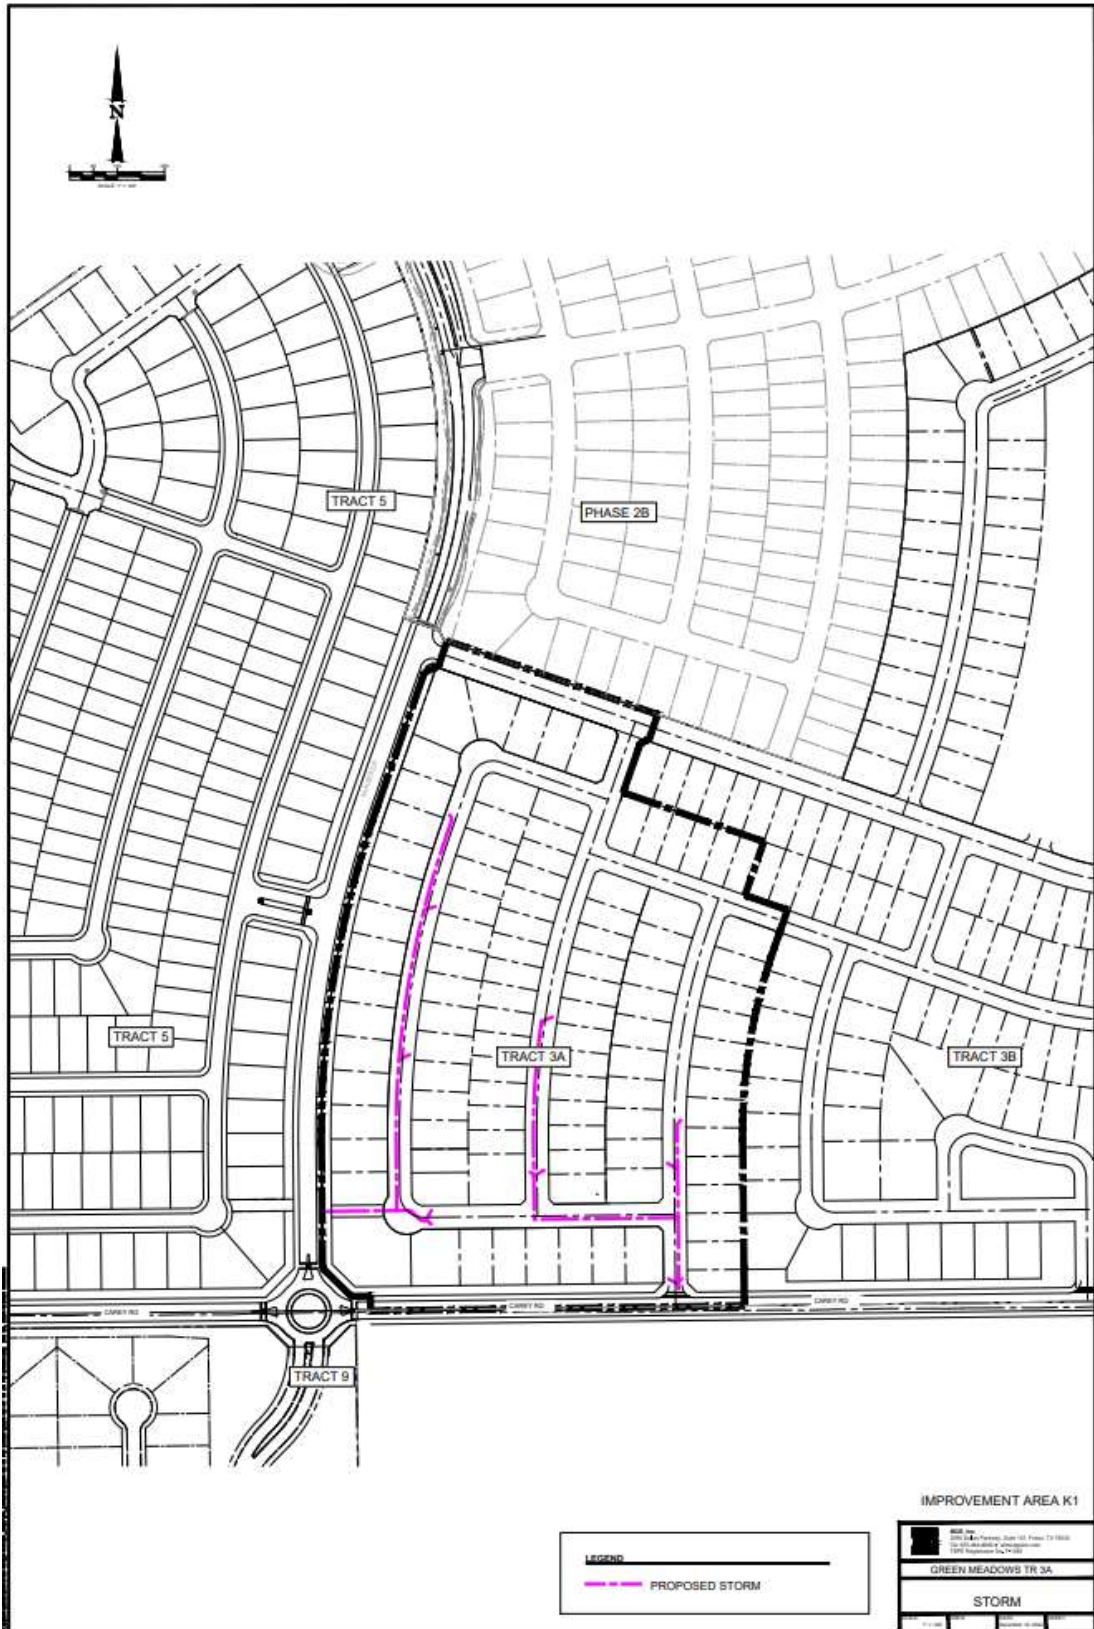 N
TRACT 5
PHASE 2B
TRACT 5
TRACT 3A
TRACT 3B
CAREY RD
CAREY RD
CAREY RD
TRACT 9
IMPROVEMENT AREA K1
LEGEND
PROPOSED STORM
GREEN MEADOWS TR 3A
STORM